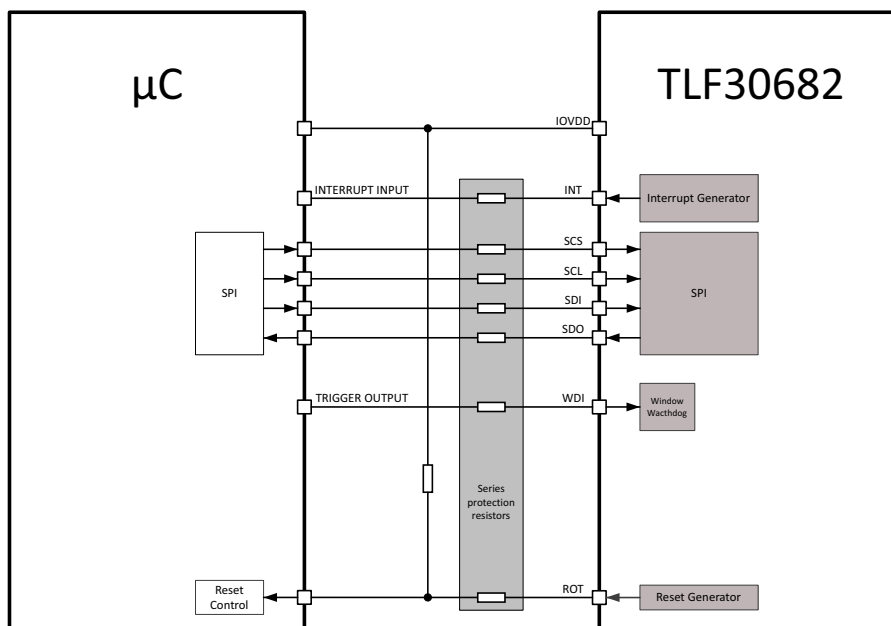 µC
TLF30682
IOVDD
INTERRUPT INPUT
INT
Interrupt Generator
SCS
SPI
SCL
SPI
SDI
SDO
TRIGGER OUTPUT
WDI
Window
Wacthdog
Series
protection
resistors
Reset
Control
ROT
Reset Generator